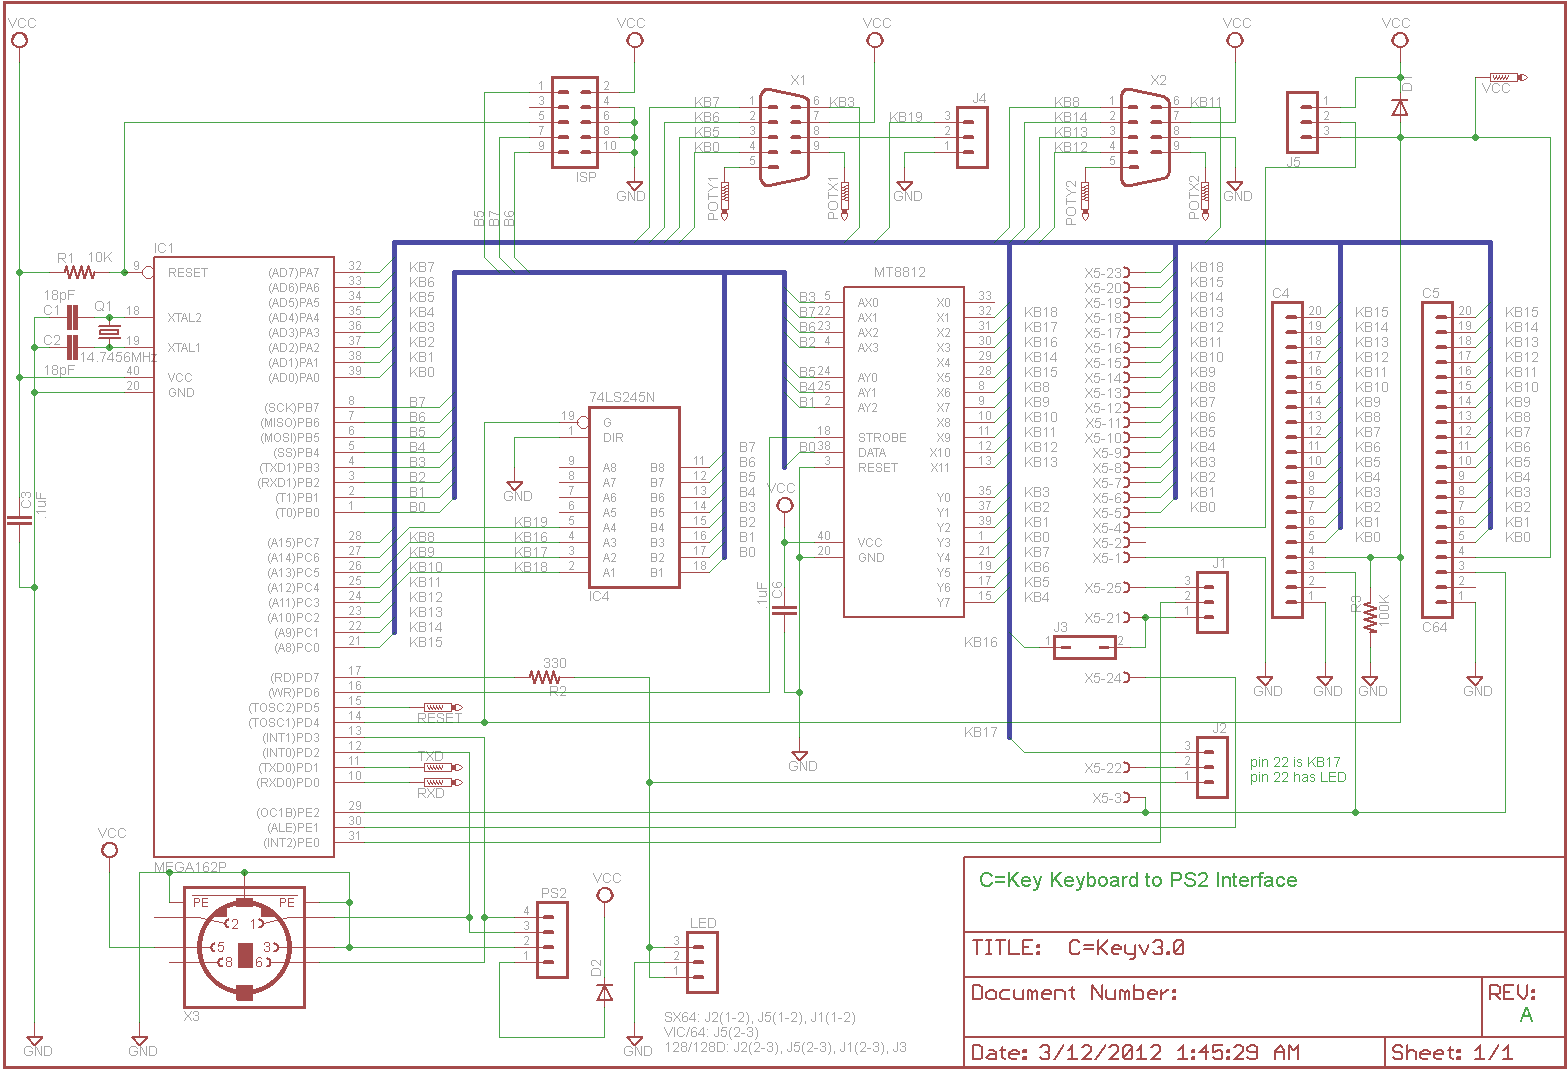 VCC VCC VCC VCC VCC
X1 X2 D1 VCC
1 2 KB7 1 6 KB3 J4 KB8 1 6 KB11 1
3 4 KB6 2 7 KB19 3 KB14 2 7 2
5 6 KB5 3 8 2 KB13 3 8 3
7 8 KB0 4 9 1 KB12 4 9 J5
9 10 5 5
ISP
GND POTY1 POTX1 GND POTY2 POTX2 GND
B5 B7 B6
IC1
R1 10K
9 RESET
18pF
C1 Q1
18 XTAL2
C2 19 XTAL1
14.7456MHz
18pF
40 VCC
20 GND
C3 .1uF
(AD7)PA7 32 KB7
(AD6)PA6 33 KB6
(AD5)PA5 34 KB5
(AD4)PA4 35 KB4
(AD3)PA3 36 KB3
(AD2)PA2 37 KB2
(AD1)PA1 38 KB1
(AD0)PA0 39 KB0
(SCK)PB7 8 B7
(MISO)PB6 7 B6
(MOSI)PB5 6 B5
(SS)PB4 5 B4
(TXD1)PB3 4 B3
(RXD1)PB2 3 B2
(T1)PB1 2 B1
(T0)PB0 1 B0
(A15)PC7 28 KB8
(A14)PC6 27 KB9
(A13)PC5 26 KB10
(A12)PC4 25 KB11
(A11)PC3 24 KB12
(A10)PC2 23 KB13
(A9)PC1 22 KB14
(A8)PC0 21 KB15
(RD)PD7 17
(WR)PD6 16
(TOSC2)PD5 15 RESET
(TOSC1)PD4 14
(INT1)PD3 13
(INT0)PD2 12 TXD
(TXD0)PD1 11
(RXD0)PD0 10 RXD
(OC1B)PE2 29
(ALE)PE1 30
(INT2)PE0 31
MEGA162P
330
R2
74LS245N
19 G
1 DIR
GND
9 A8 B8 11 B7
8 A7 B7 12 B6
7 A6 B6 13 B5
6 A5 B5 14 B4
KB19 5 A4 B4 15 B3
KB16 4 A3 B3 16 B2
KB17 3 A2 B2 17 B1
KB18 2 A1 B1 18 B0
IC4
MT8812
B3 5 AX0
B7 22 AX1
B6 23 AX2
B2 4 AX3
B5 24 AY0
B4 25 AY1
B1 2 AY2
18 STROBE
B0 38 DATA
3 RESET
VCC
40 VCC
20 GND
.1uF C6
GND
X0 33 KB18
X1 32 KB17
X2 31 KB16
X3 30 KB14
X4 29 KB15
X5 28 KB8
X6 8 KB9
X7 9 KB10
X8 10 KB11
X9 11 KB12
X10 12 KB13
X11 13
Y0 35 KB3
Y1 37 KB2
Y2 39 KB1
Y3 1 KB0
Y4 21 KB7
Y5 19 KB6
Y6 17 KB5
Y7 15 KB4
X5-23 KB18
X5-20 KB15
X5-19 KB14
X5-18 KB13
X5-17 KB12
X5-16 KB11
X5-15 KB10
X5-14 KB9
X5-13 KB8
X5-12 KB7
X5-11 KB6
X5-10 KB5
X5-9 KB4
X5-8 KB3
X5-7 KB2
X5-6 KB1
X5-5 KB0
X5-4
X5-2
X5-1
X5-25
X5-21
X5-24
X5-22
X5-3
J1
3
2
1
KB16 J3 1 2
KB17 J2
3
2
1
pin 22 is KB17
pin 22 has LED
C4
20 KB15
19 KB14
18 KB13
17 KB12
16 KB11
15 KB10
14 KB9
13 KB8
12 KB7
11 KB6
10 KB5
9 KB4
8 KB3
7 KB2
6 KB1
5 KB0
4
3
2
1
R3 100K
C5
20 KB15
19 KB14
18 KB13
17 KB12
16 KB11
15 KB10
14 KB9
13 KB8
12 KB7
11 KB6
10 KB5
9 KB4
8 KB3
7 KB2
6 KB1
5 KB0
4
3
2
1
C64
GND GND GND GND
VCC
PE PE
2 1
5 3
8 6
X3
GND GND
PS2
4
3
2
1
VCC
D2
LED
3
2
1
GND
SX64: J2(1-2), J5(1-2), J1(1-2)
VIC/64: J5(2-3)
128/128D: J2(2-3), J5(2-3), J1(2-3), J3
C=Key Keyboard to PS2 Interface
TITLE: C=Keyv3.0
Document Number:
REV:
A
Date: 3/12/2012 1:45:29 AM
Sheet: 1/1